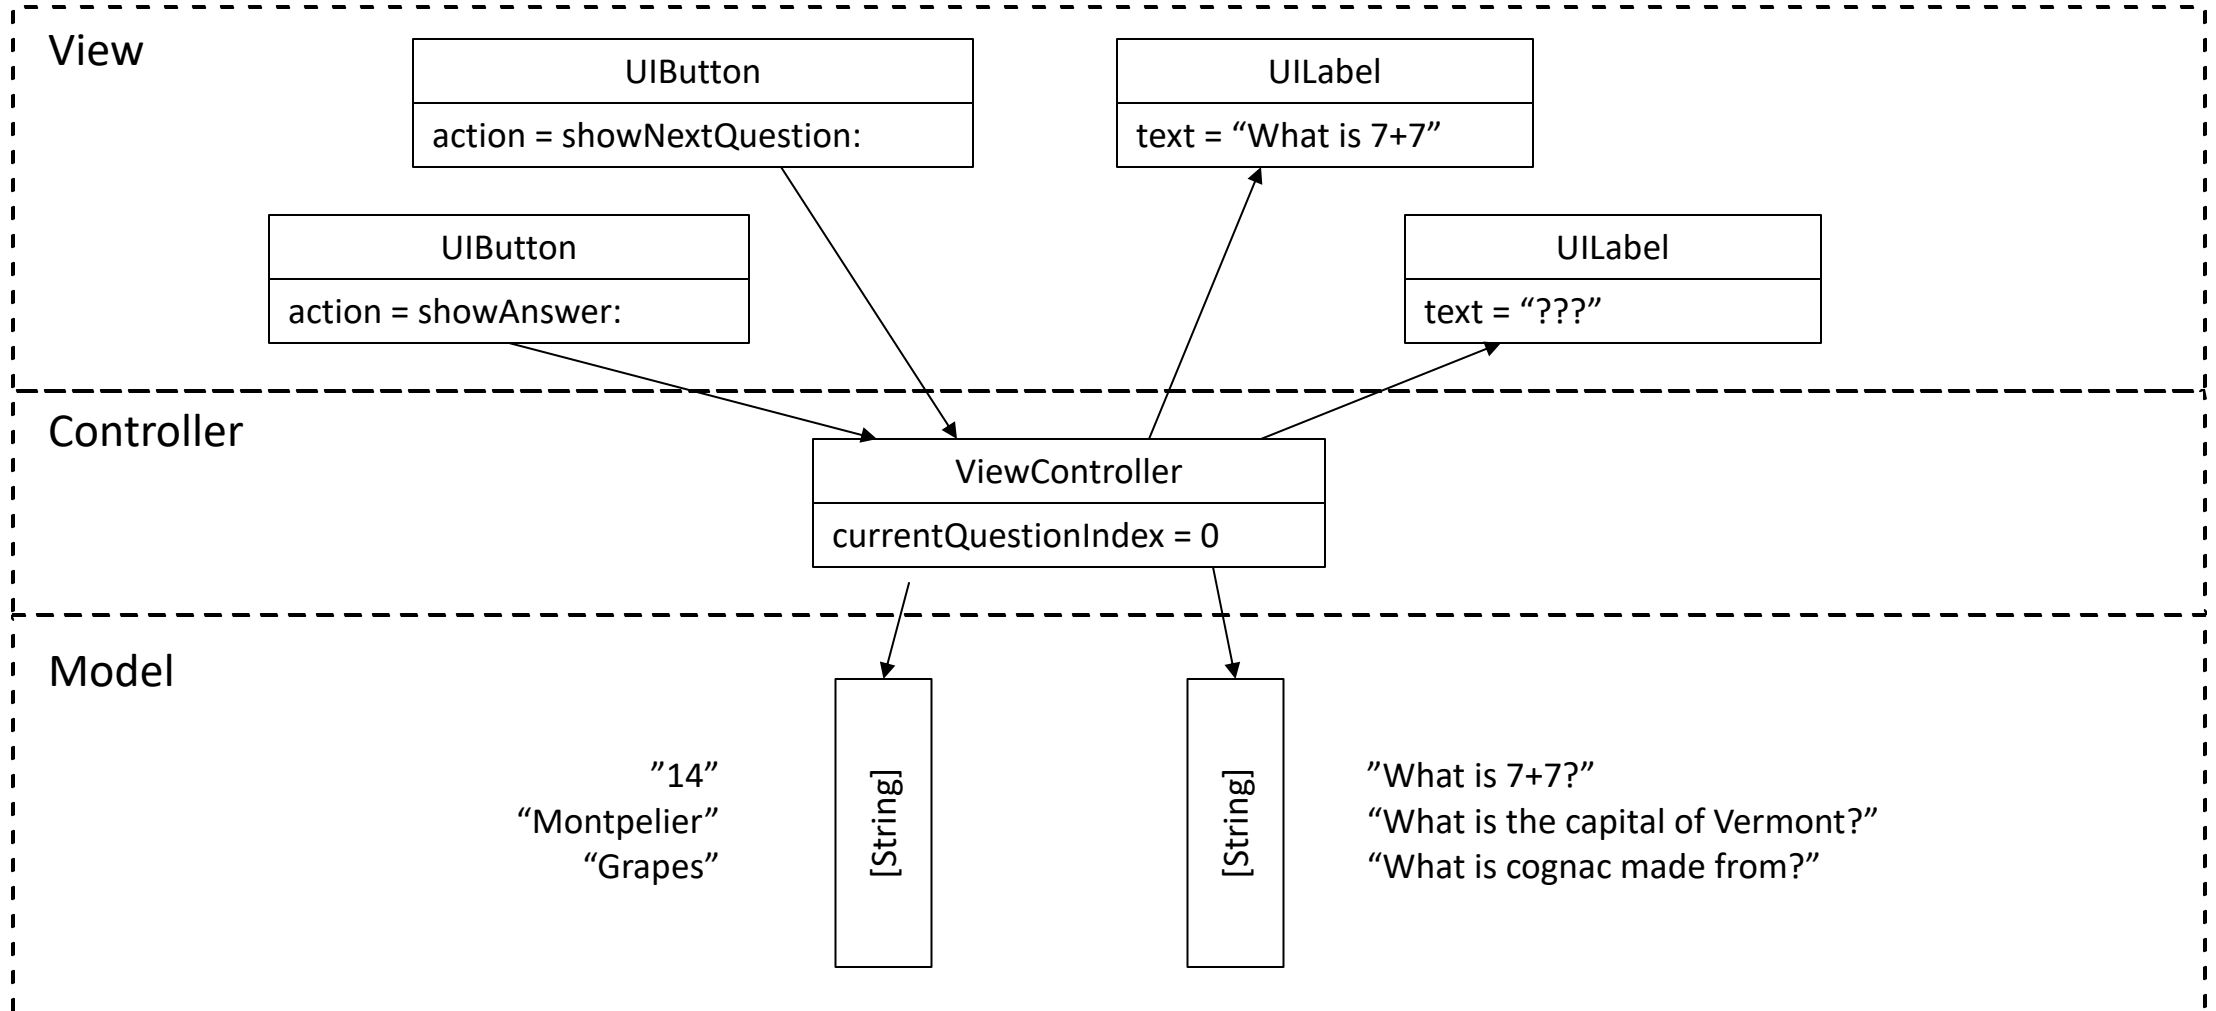 View
UIButton
action = showNextQuestion:
UILabel
text = “What is 7+7”
UIButton
action = showAnswer:
UILabel
text = “???”
Controller
ViewController
currentQuestionIndex = 0
Model
”14”
“Montpelier”
“Grapes”
[String]
[String]
”What is 7+7?”
“What is the capital of Vermont?”
“What is cognac made from?”